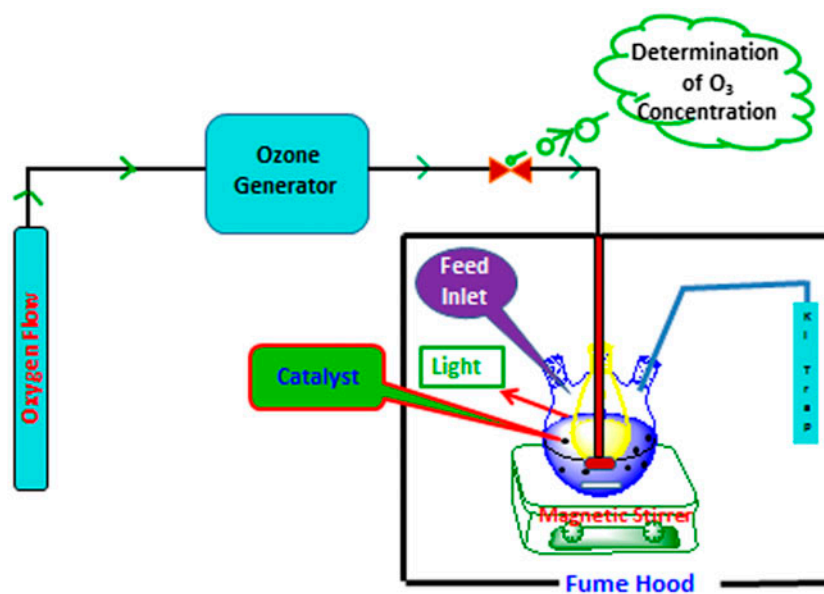 Determination
of O₃
Concentration
Ozone
Generator
Oxygen Flow
Feed
Inlet
Catalyst
Light
KI Trap
Magnetic Stirrer
Fume Hood